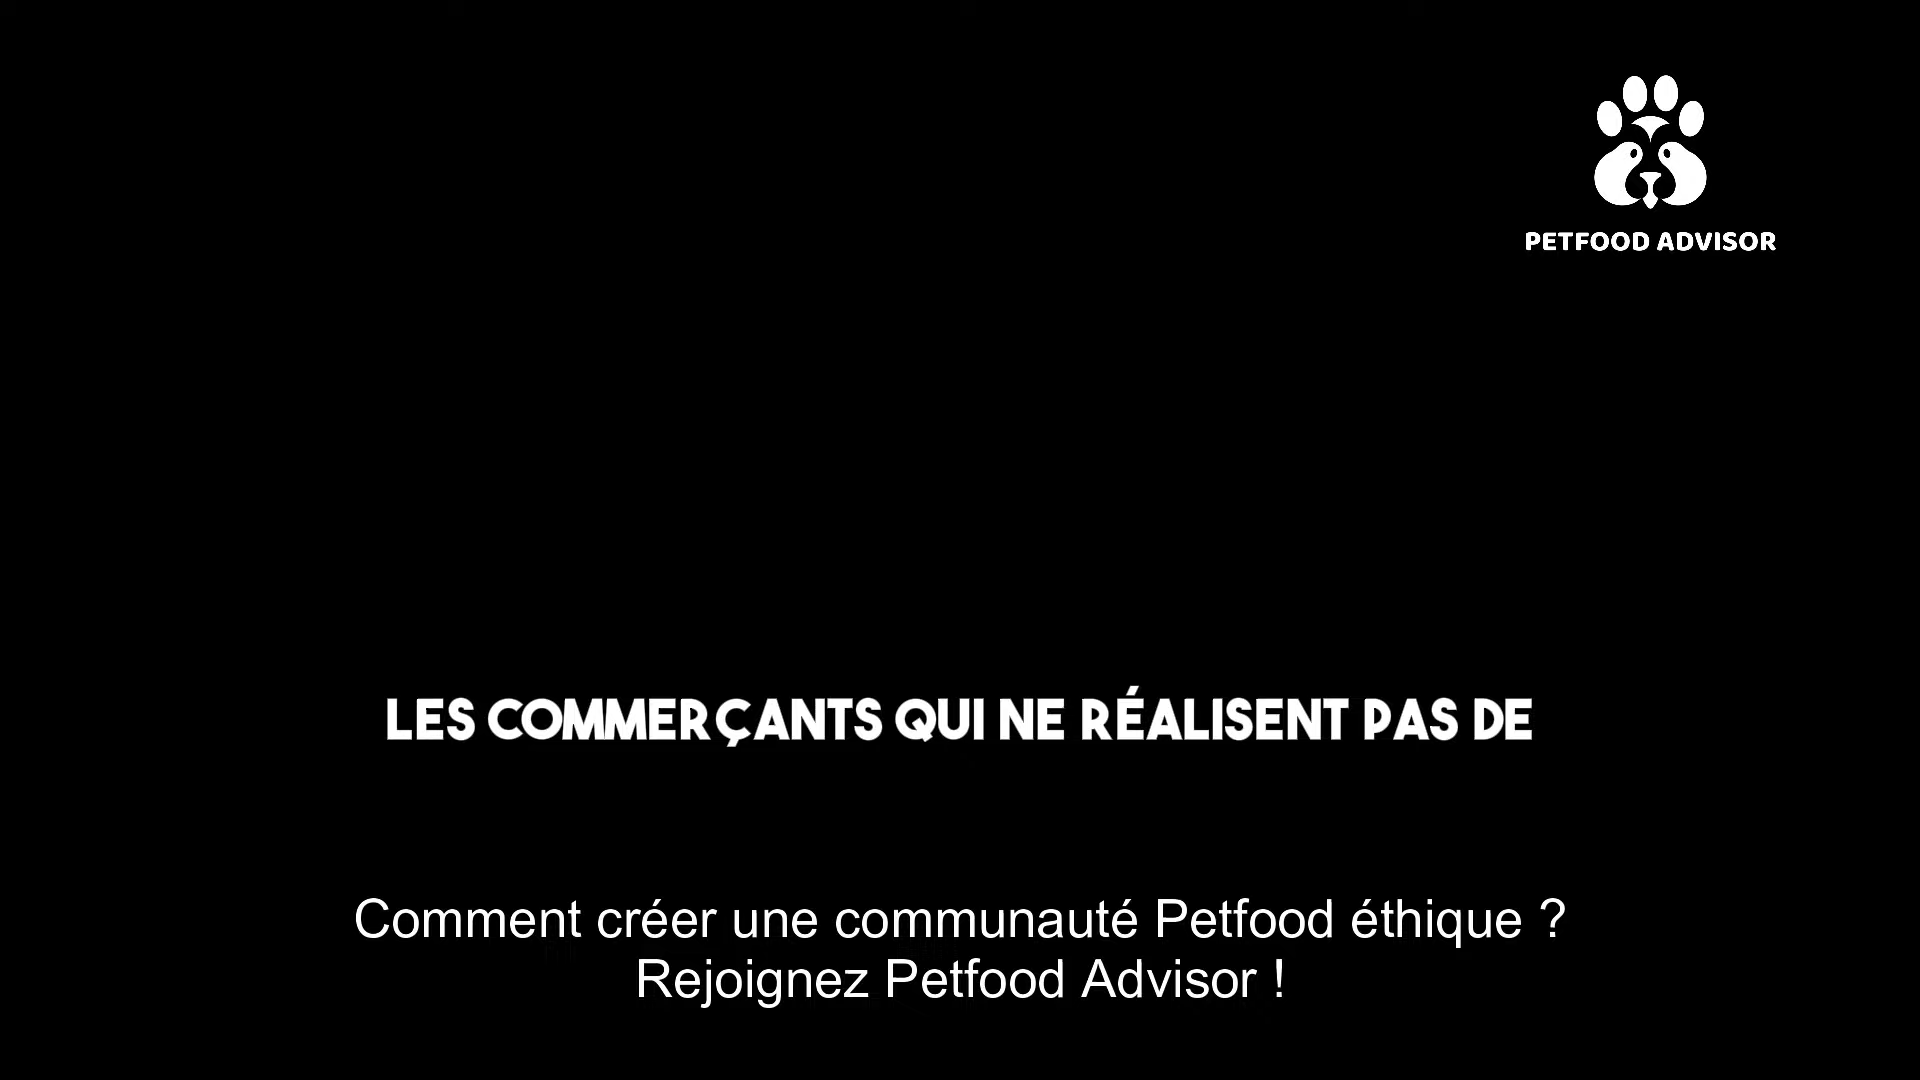 PETFOOD ADVISOR
LES COMMERÇANTS QUI NE RÉALISENT PAS DE
Comment créer une communauté Petfood éthique ?
Rejoignez Petfood Advisor !